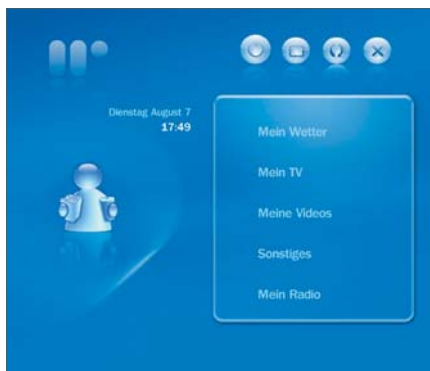 Dienstag August 7
17:49
Mein Wetter
Mein TV
Meine Videos
Sonstiges
Mein Radio